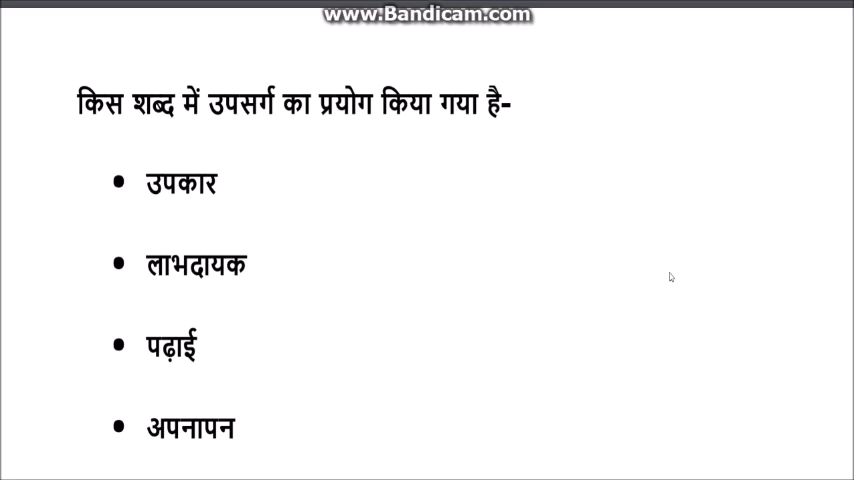 www.Bandicam.com
किस शब्द में उपसर्ग का प्रयोग किया गया है-
• उपकार
• लाभदायक
• पढ़ाई
• अपनापन